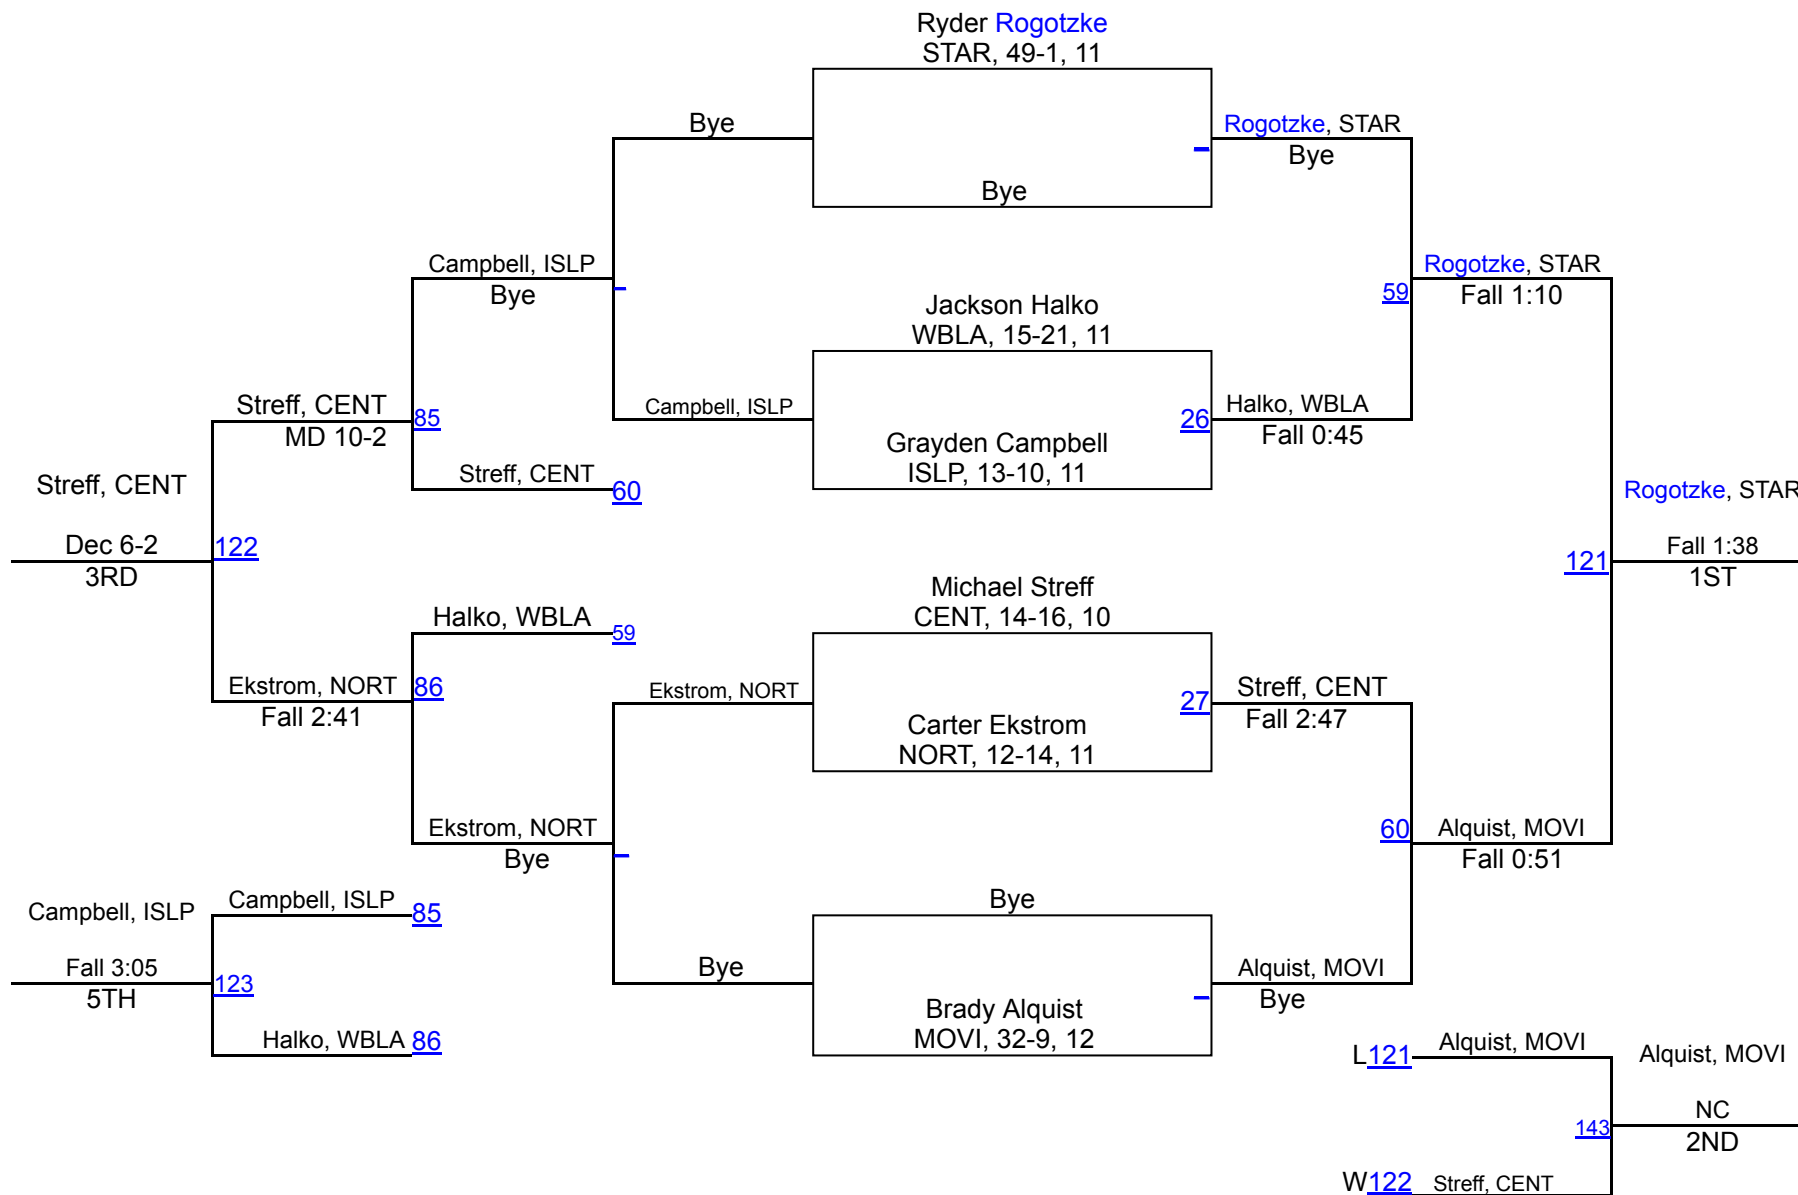 Ryder Rogotzke
STAR, 49-1, 11
Bye
Bye
Rogotzke, STAR
Bye
Campbell, ISLP
Bye
Jackson Halko
WBLA, 15-21, 11
Campbell, ISLP
Grayden Campbell
ISLP, 13-10, 11
26
Halko, WBLA
Fall 0:45
59
Rogotzke, STAR
Fall 1:10
Streff, CENT
MD 10-2
85
Streff, CENT
60
Streff, CENT
Dec 6-2
3RD
122
Rogotzke, STAR
Fall 1:38
1ST
121
Halko, WBLA
59
Michael Streff
CENT, 14-16, 10
Ekstrom, NORT
Fall 2:41
86
Ekstrom, NORT
Carter Ekstrom
NORT, 12-14, 11
27
Streff, CENT
Fall 2:47
Ekstrom, NORT
Bye
60
Alquist, MOVI
Fall 0:51
Bye
Bye
Brady Alquist
MOVI, 32-9, 12
Alquist, MOVI
Bye
Campbell, ISLP
Fall 3:05
5TH
123
Campbell, ISLP
85
Halko, WBLA
86
L121
Alquist, MOVI
Alquist, MOVI
NC
2ND
143
W122
Streff, CENT